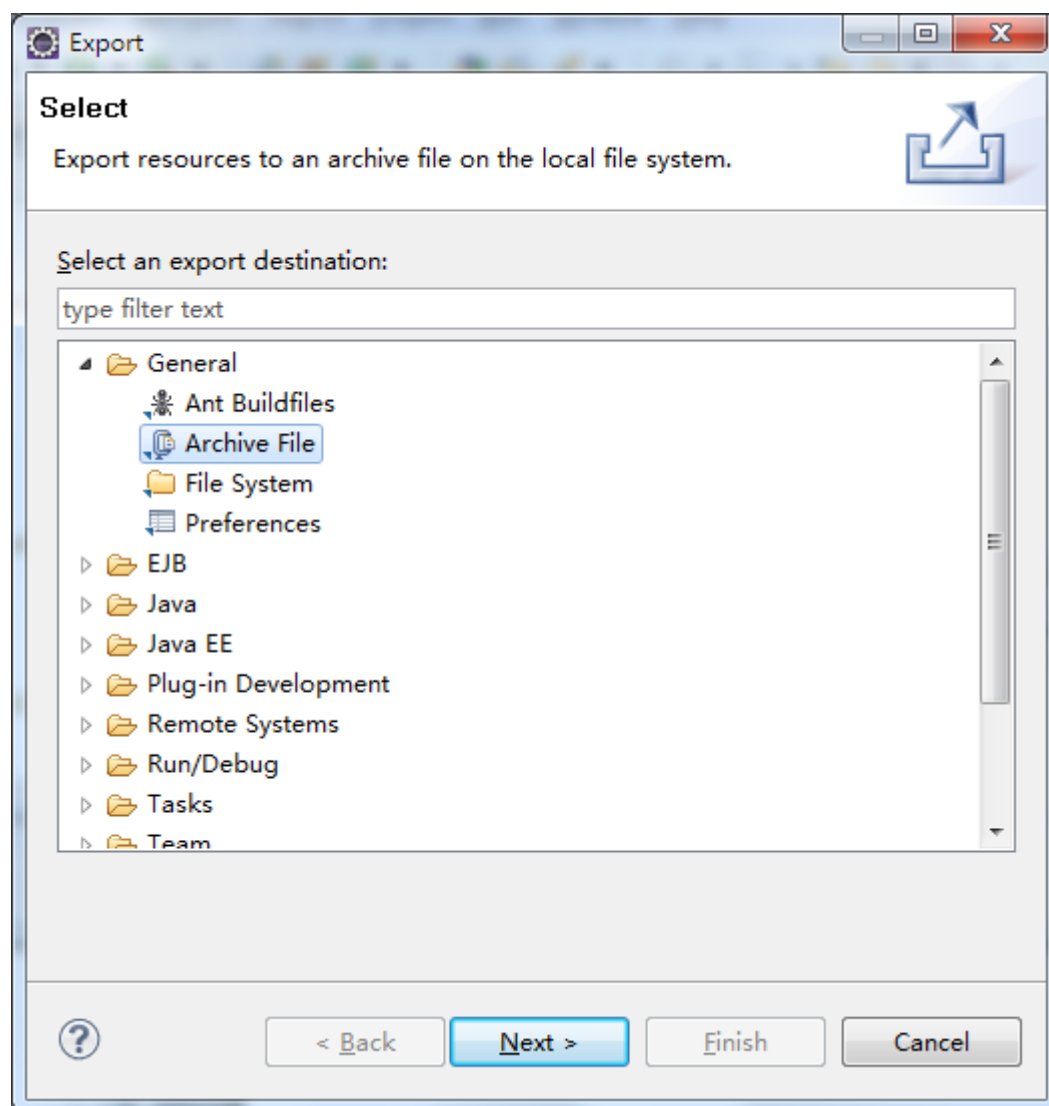 Export
Select
Export resources to an archive file on the local file system.
Select an export destination:
type filter text
General
Ant Buildfiles
Archive File
File System
Preferences
EJB
Java
Java EE
Plug-in Development
Remote Systems
Run/Debug
Tasks
Team
< Back
Next >
Finish
Cancel